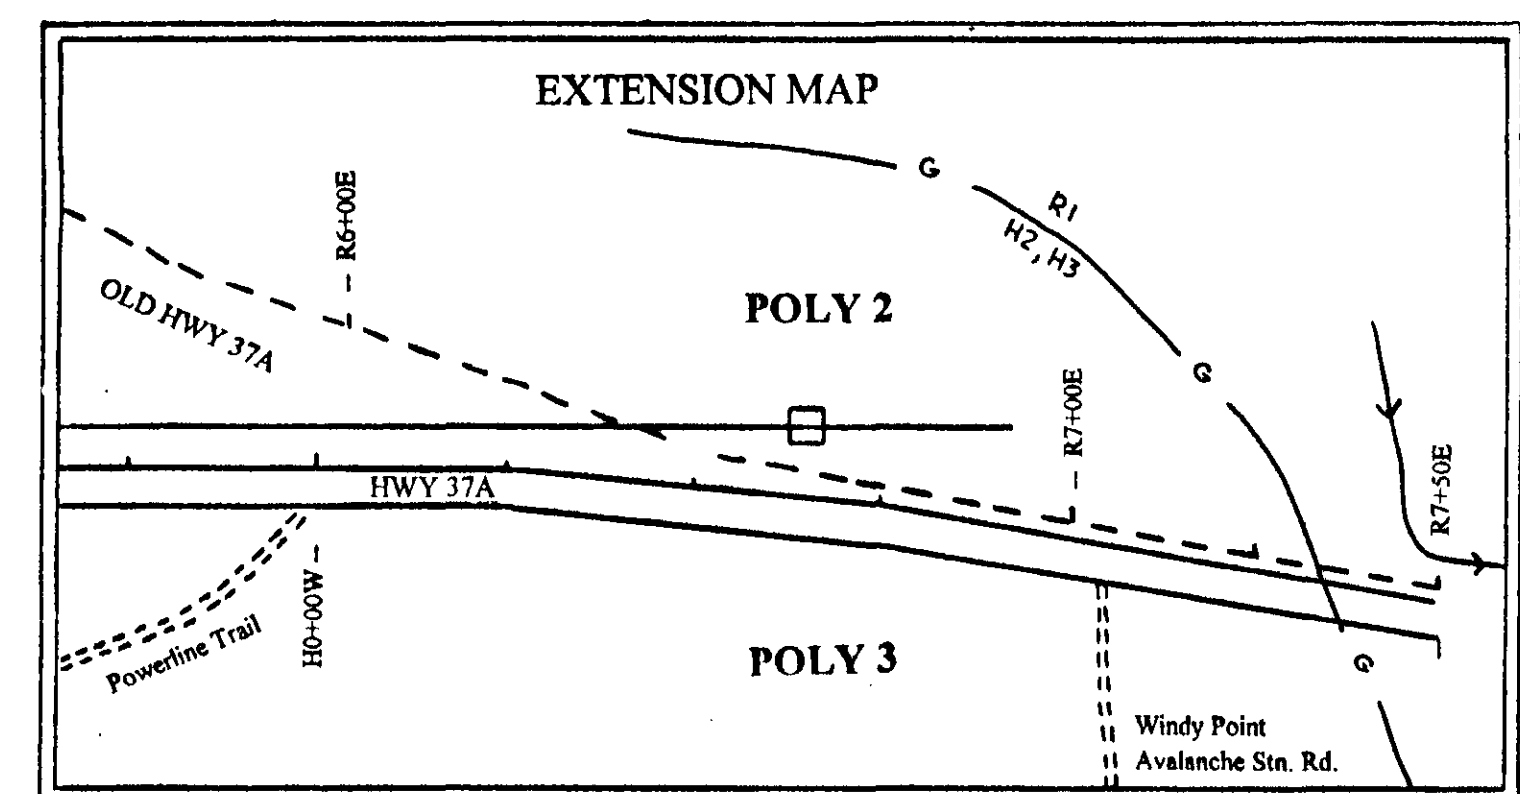 EXTENSION MAP
G
R6+00E
R1
H2, H3
OLD HWY 37A
POLY 2
G
R7+00E
R7+50E
HWY 37A
H0+00W
Powerline Trail
POLY 3
G
Windy Point
Avalanche Stn. Rd.